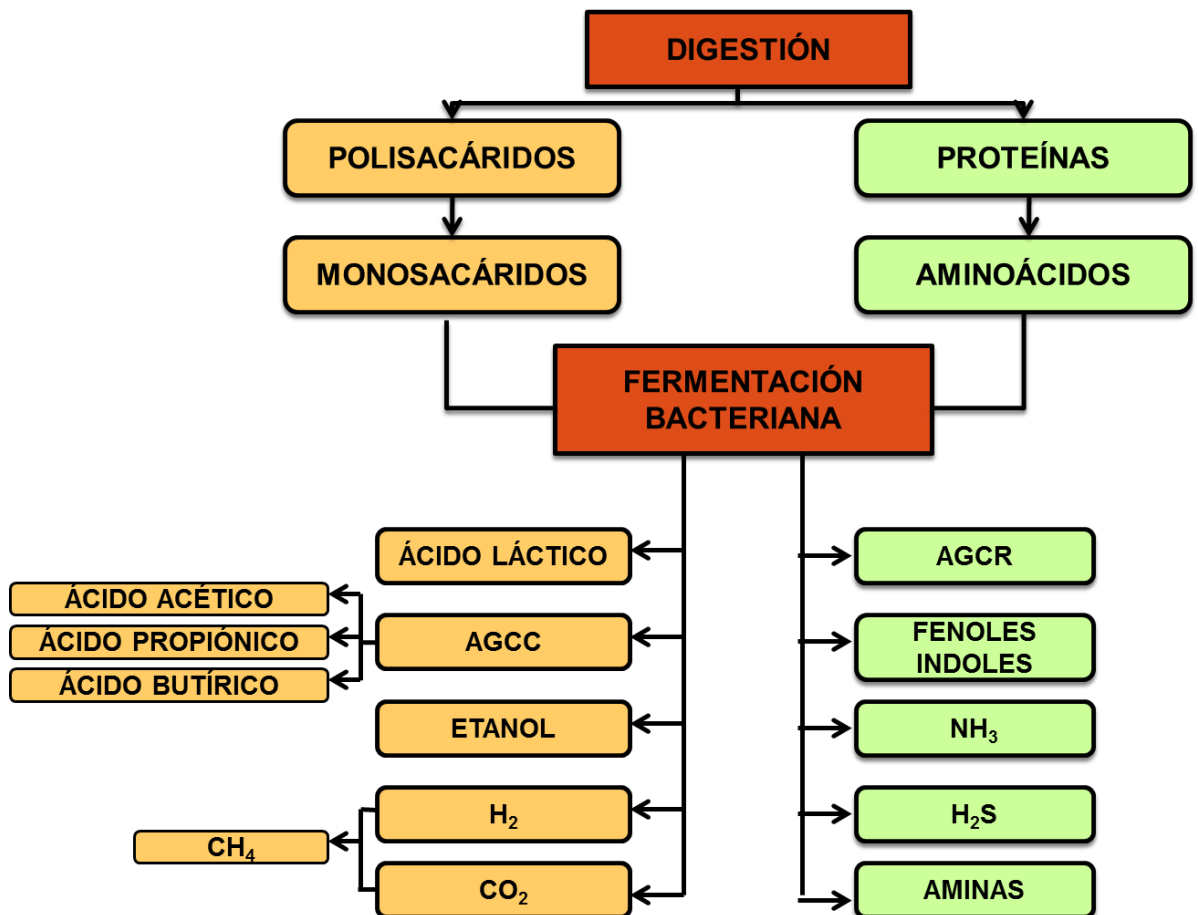 DIGESTIÓN
POLISACÁRIDOS
PROTEÍNAS
MONOSACÁRIDOS
AMINOÁCIDOS
FERMENTACIÓN
BACTERIANA
ÁCIDO LÁCTICO
AGCC
ÁCIDO ACÉTICO
ÁCIDO PROPIÓNICO
ÁCIDO BUTÍRICO
ETANOL
H₂
CO₂
CH₄
AGCR
FENOLES
INDOLES
NH₃
H₂S
AMINAS